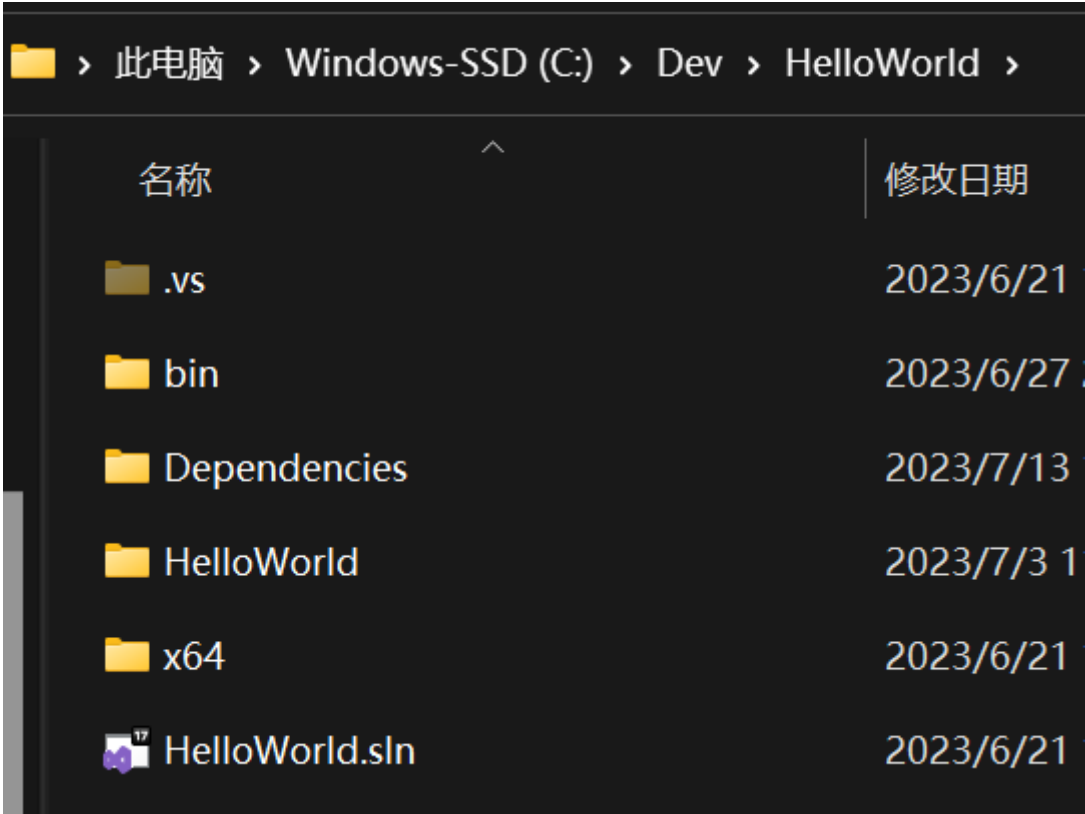 此电脑 > Windows-SSD (C:) > Dev > HelloWorld >
名称 修改日期
.vs 2023/6/21
bin 2023/6/27
Dependencies 2023/7/13
HelloWorld 2023/7/3 1
x64 2023/6/21
17
HelloWorld.sln 2023/6/21